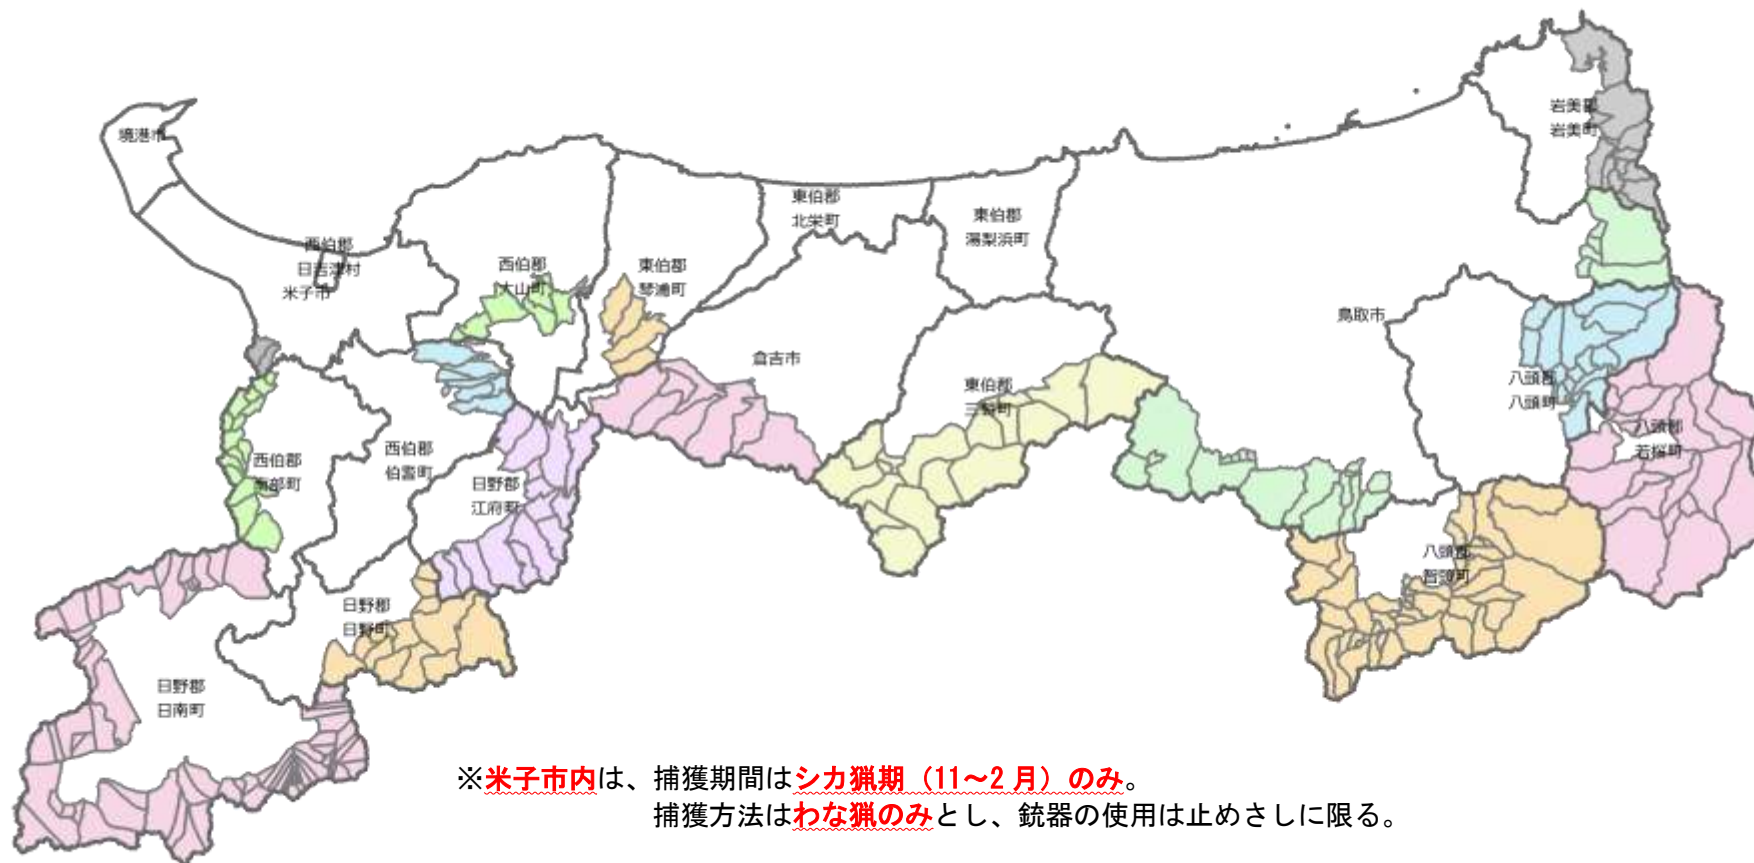 境港市
岩美郡
岩美町
東伯郡
北栄町
東伯郡
湯梨浜町
西伯郡
日吉津村
米子市
西伯郡
大山町
東伯郡
琴浦町
鳥取市
倉吉市
東伯郡
三朝町
八頭郡
八頭町
八頭郡
若桜町
西伯郡
南部町
西伯郡
伯耆町
日野郡
江府町
八頭郡
智頭町
日野郡
日野町
日野郡
日南町
※米子市内は、捕獲期間はシカ猟期（11～2月）のみ。
捕獲方法はわな猟のみとし、銃器の使用は止めさしに限る。